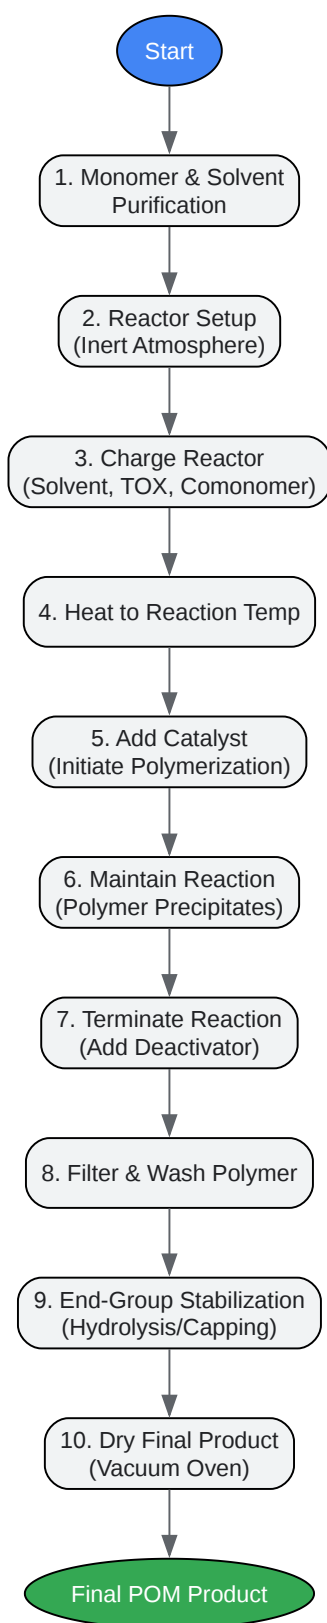 Start
1. Monomer & Solvent
Purification
2. Reactor Setup
(Inert Atmosphere)
3. Charge Reactor
(Solvent, TOX, Comonomer)
4. Heat to Reaction Temp
5. Add Catalyst
(Initiate Polymerization)
6. Maintain Reaction
(Polymer Precipitates)
7. Terminate Reaction
(Add Deactivator)
8. Filter & Wash Polymer
9. End-Group Stabilization
(Hydrolysis/Capping)
10. Dry Final Product
(Vacuum Oven)
Final POM Product